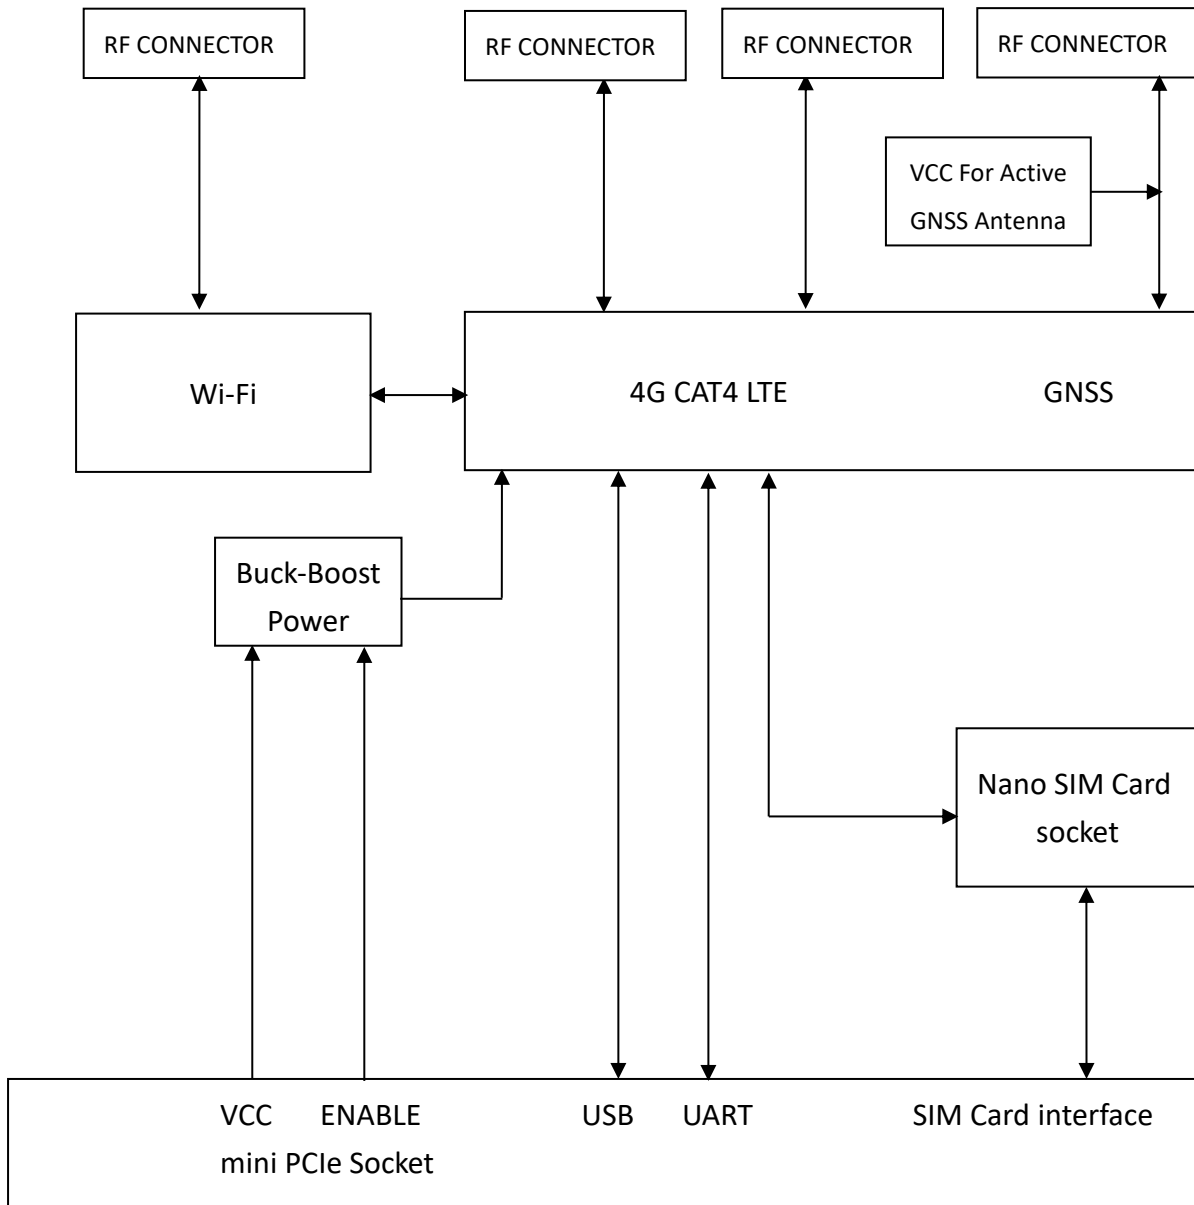 RF CONNECTOR
RF CONNECTOR
RF CONNECTOR
RF CONNECTOR
VCC For Active
GNSS Antenna
Wi-Fi
4G CAT4 LTE
GNSS
Buck-Boost
Power
Nano SIM Card
socket
VCC
ENABLE
USB
UART
SIM Card interface
mini PCIe Socket